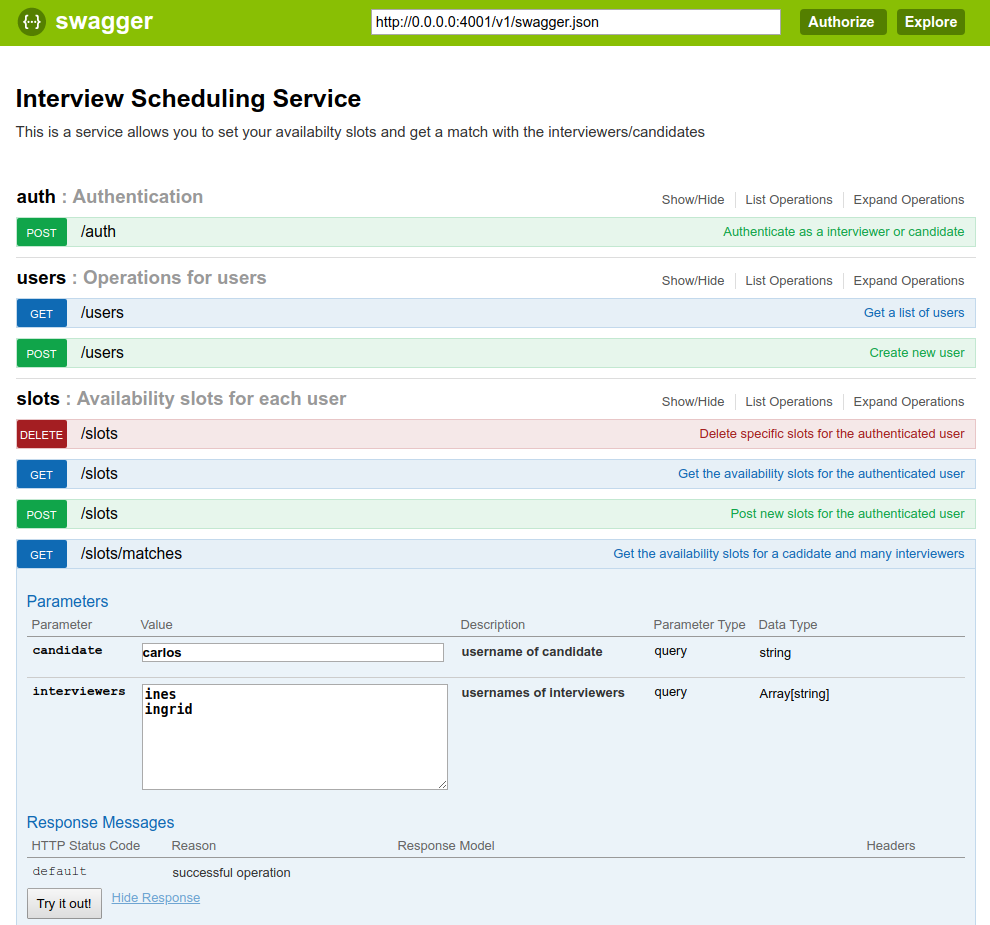 {··} swagger http://0.0.0.0:4001/v1/swagger.json Authorize Explore
Interview Scheduling Service
This is a service allows you to set your availabilty slots and get a match with the interviewers/candidates
auth : Authentication Show/Hide List Operations Expand Operations
POST /auth Authenticate as a interviewer or candidate
users : Operations for users Show/Hide List Operations Expand Operations
GET /users Get a list of users
POST /users Create new user
slots : Availability slots for each user Show/Hide List Operations Expand Operations
DELETE /slots Delete specific slots for the authenticated user
GET /slots Get the availability slots for the authenticated user
POST /slots Post new slots for the authenticated user
GET /slots/matches Get the availability slots for a cadidate and many interviewers
Parameters
Parameter Value Description Parameter Type Data Type
candidate carlos username of candidate query string
interviewers ines usernames of interviewers query Array[string]
ingrid
Response Messages
HTTP Status Code Reason Response Model Headers
default successful operation
Try it out! Hide Response